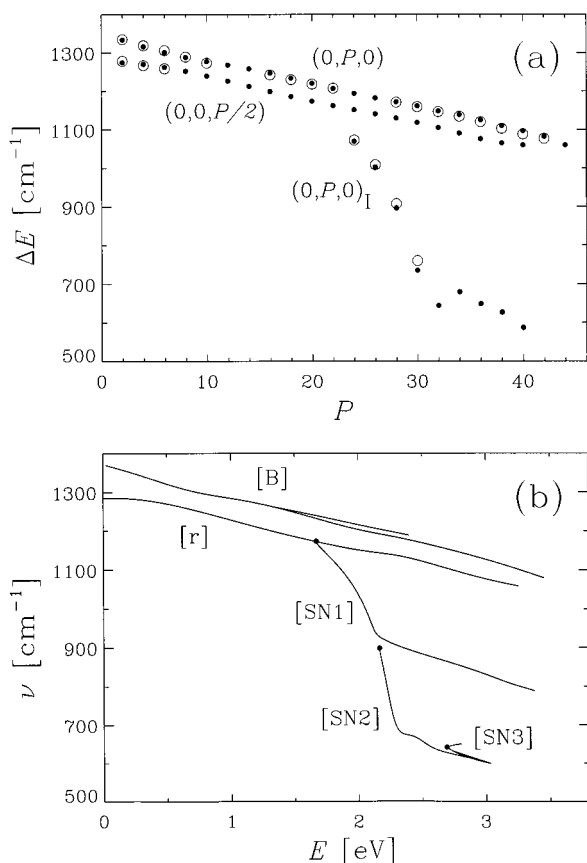 (a)
1300
1100
900
700
500
ΔE [cm⁻¹]
(0,P,0)
(0,0,P/2)
(0,P,0)I
0
10
20
30
40
P
(b)
1300
1100
900
700
500
ν [cm⁻¹]
[B]
[r]
[SN1]
[SN2]
[SN3]
0
1
2
3
E [eV]